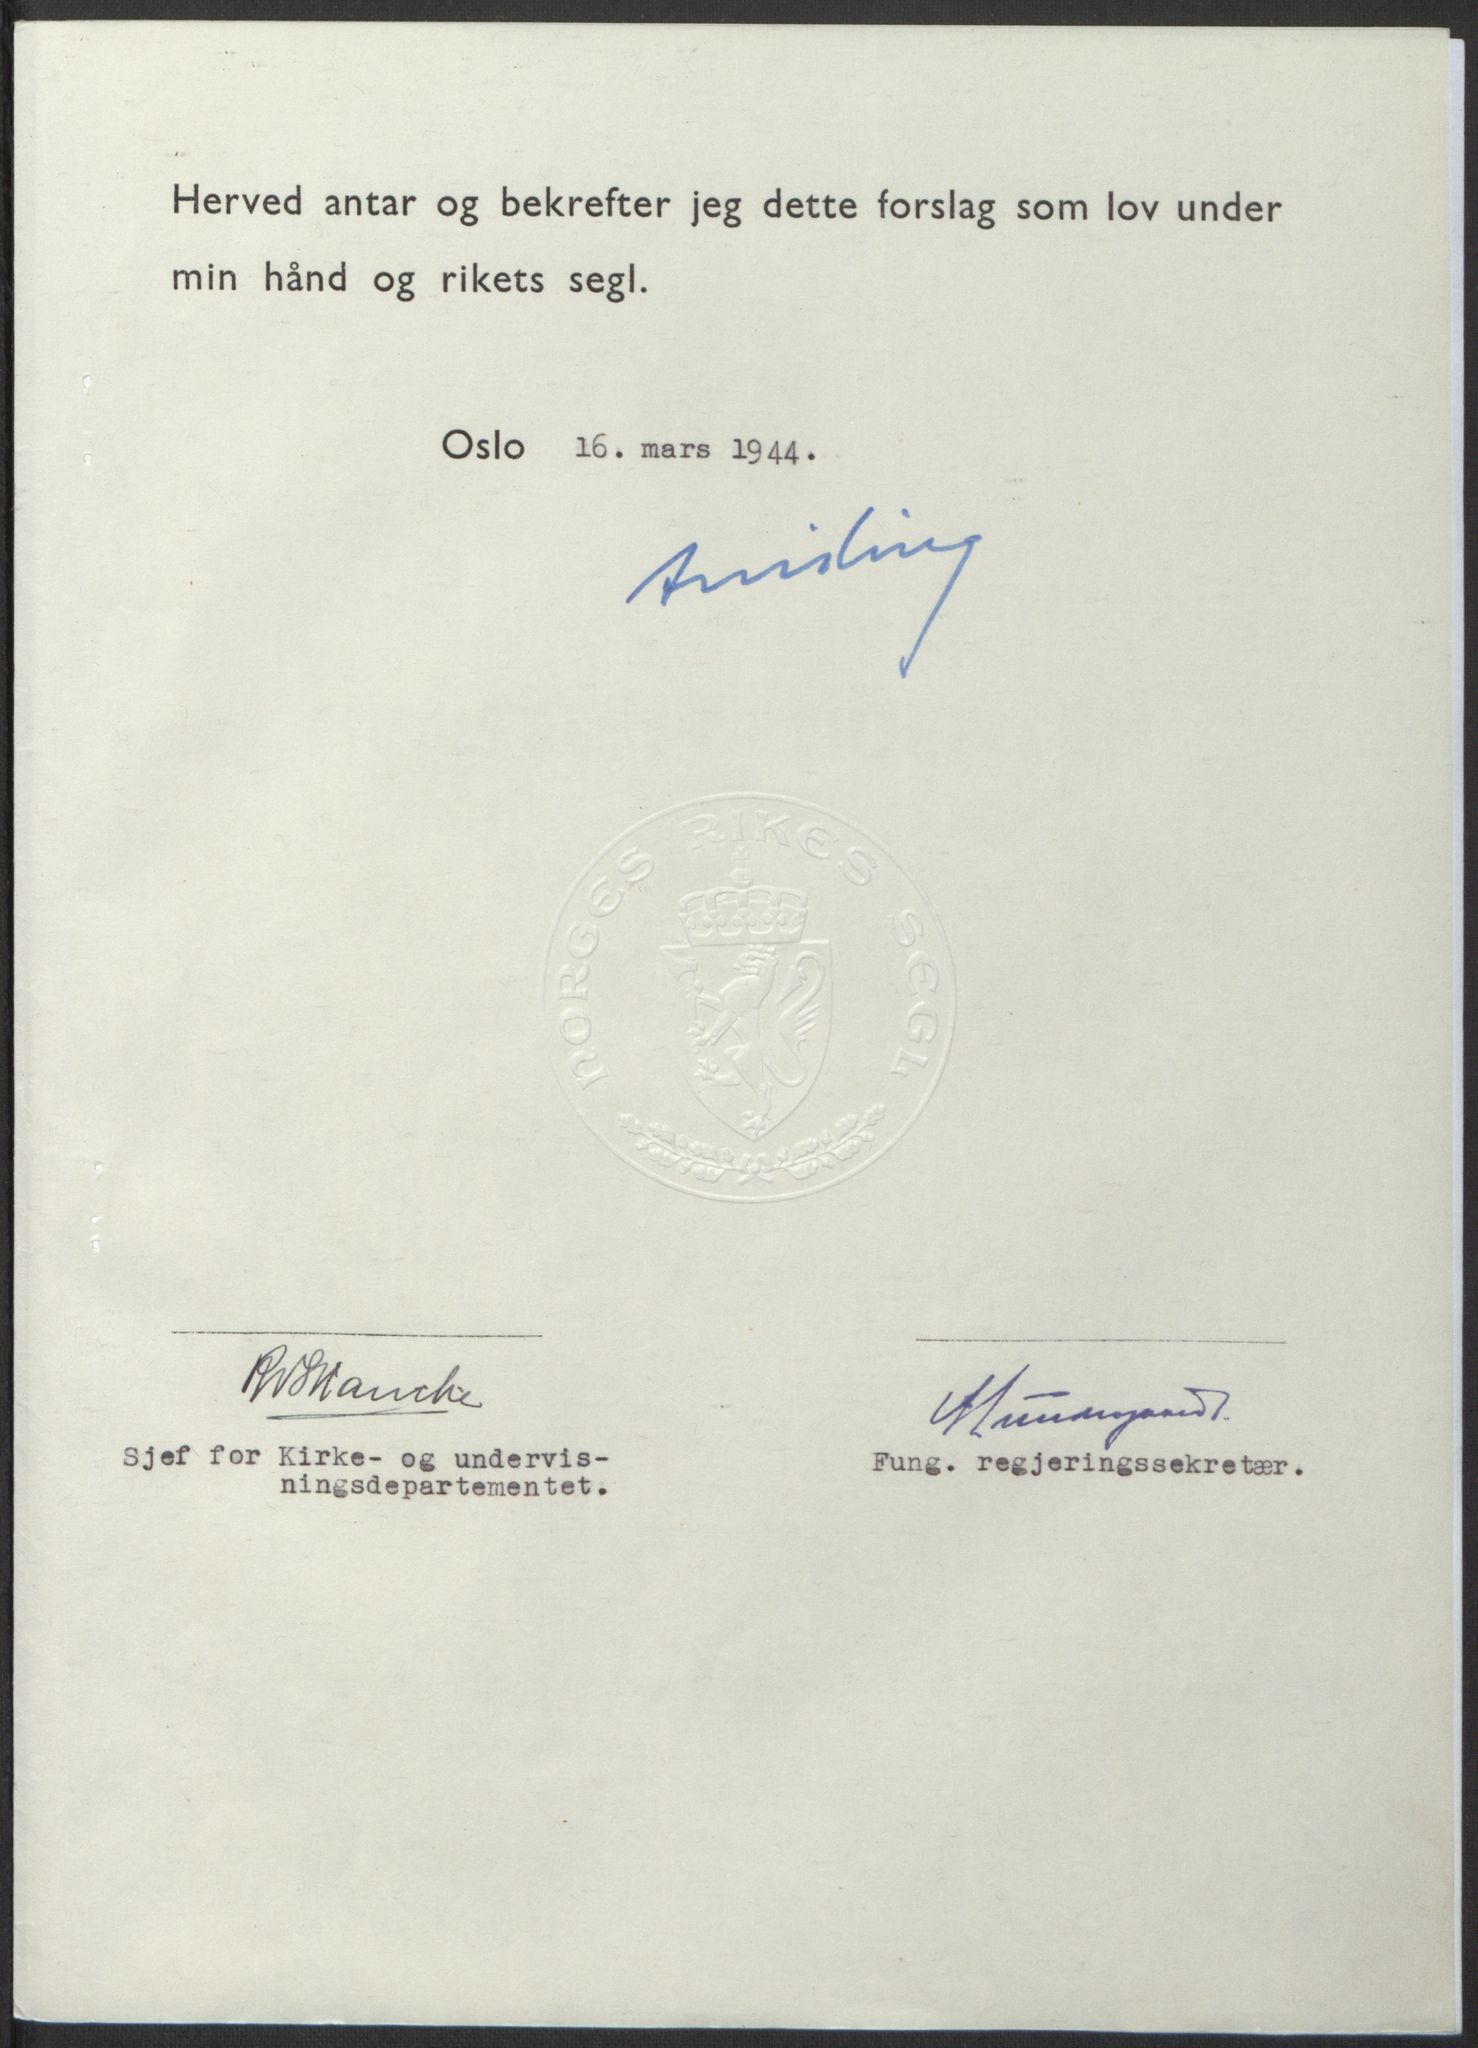 Herved antar og bekrefter jeg dette forslag som lov under
min hånd og rikets segl.
Oslo 16. mars 1944.
Quisling
NORGES RIKES SEGL
RSkancke
Sjef for Kirke- og undervis-
ningsdepartementet.
Fung. regjeringssekretær.